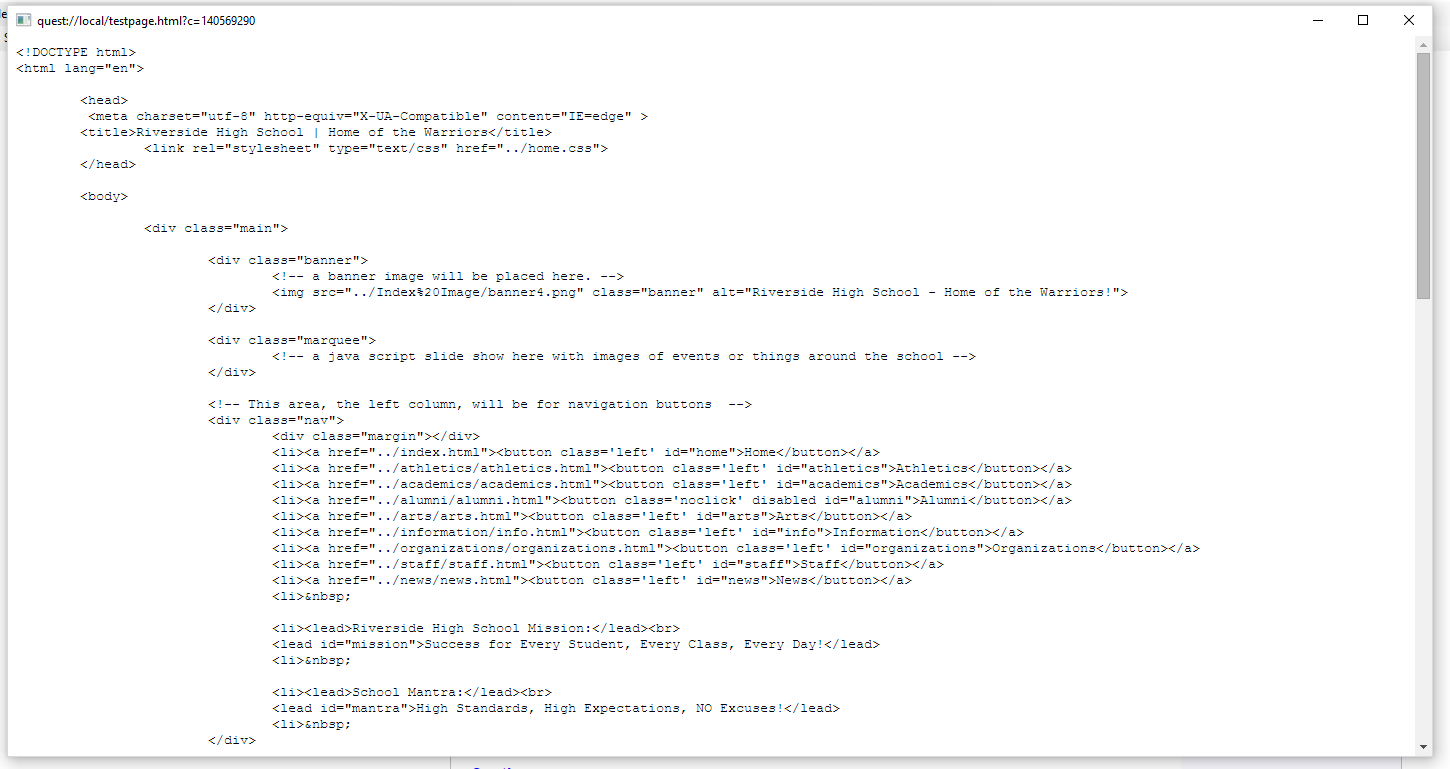 quest://local/testpage.html?c=140569290
<!DOCTYPE html>
<html lang="en">
<head>
<meta charset="utf-8" http-equiv="X-UA-Compatible" content="IE=edge" >
<title>Riverside High School | Home of the Warriors</title>
<link rel="stylesheet" type="text/css" href="../home.css">
</head>
<body>
<div class="main">
<div class="banner">
<!-- a banner image will be placed here. -->
<img src="../Index%20Image/banner4.png" class="banner" alt="Riverside High School - Home of the Warriors!">
</div>
<div class="marquee">
<!-- a java script slide show here with images of events or things around the school -->
</div>
<!-- This area, the left column, will be for navigation buttons  -->
<div class="nav">
<div class="margin"></div>
<li><a href="../index.html"><button class='left' id="home">Home</button></a>
<li><a href="../athletics/athletics.html"><button class='left' id="athletics">Athletics</button></a>
<li><a href="../academics/academics.html"><button class='left' id="academics">Academics</button></a>
<li><a href="../alumni/alumni.html"><button class='noclick' disabled id="alumni">Alumni</button></a>
<li><a href="../arts/arts.html"><button class='left' id="arts">Arts</button></a>
<li><a href="../information/info.html"><button class='left' id="info">Information</button></a>
<li><a href="../organizations/organizations.html"><button class='left' id="organizations">Organizations</button></a>
<li><a href="../staff/staff.html"><button class='left' id="staff">Staff</button></a>
<li><a href="../news/news.html"><button class='left' id="news">News</button></a>
<li>&nbsp;
<li><lead>Riverside High School Mission:</lead><br>
<lead id="mission">Success for Every Student, Every Class, Every Day!</lead>
<li>&nbsp;
<li><lead>School Mantra:</lead><br>
<lead id="mantra">High Standards, High Expectations, NO Excuses!</lead>
<li>&nbsp;
</div>